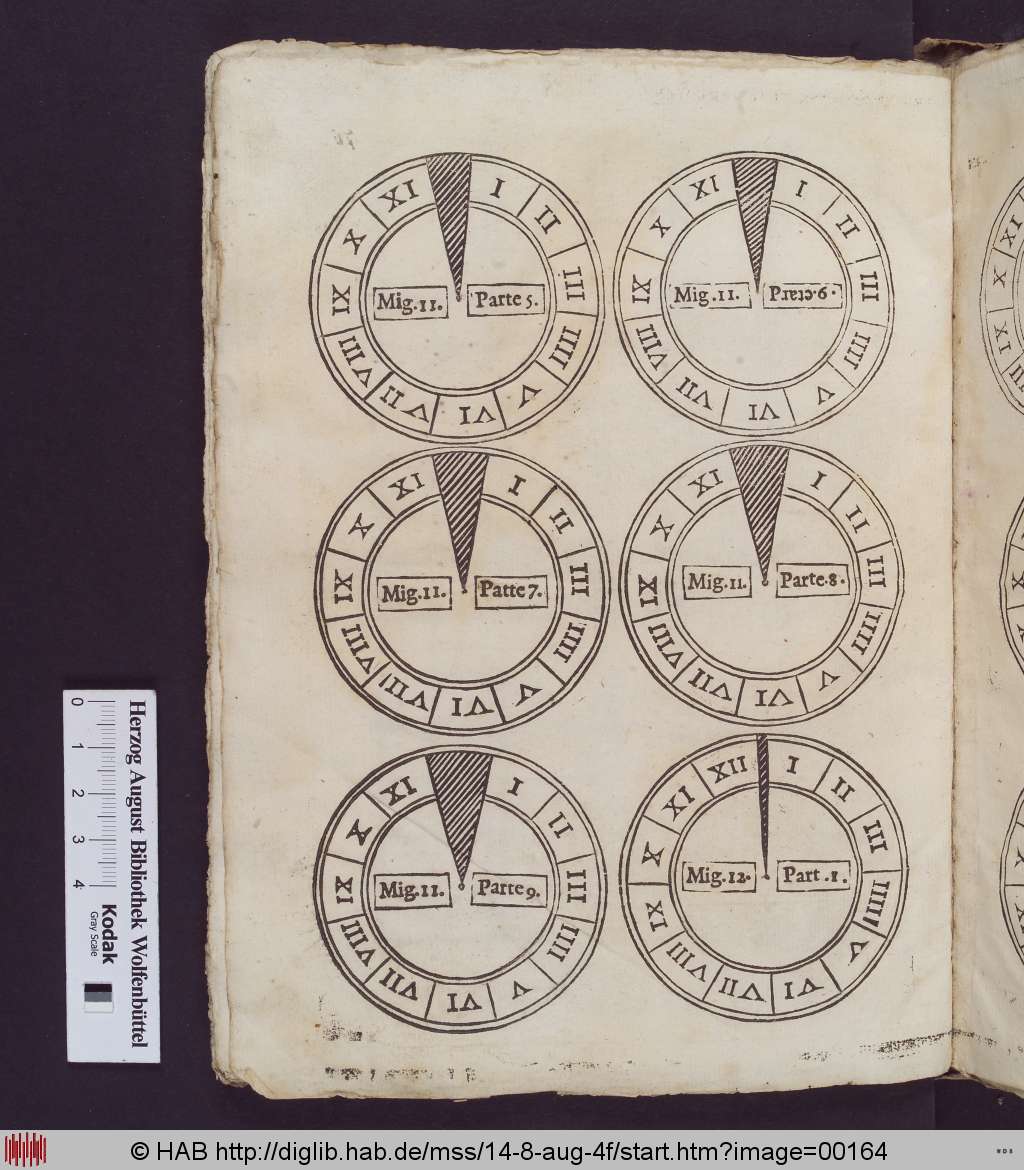 I II III IIII V VI VII VIII IX X XI
Mig.11. Parte 5.
I II III IIII V VI VII VIII IX X XI
Mig.11. Parte.6.
I II III IIII V VI VII VIII IX X XI
Mig.11. Patte 7.
I II III IIII V VI VII VIII IX X XI
Mig.11. Parte.8.
I II III IIII V VI VII VIII IX X XI
Mig.11. Parte 9.
I II III IIII V VI VII VIII IX X XI XII
Mig.12. Part.1.
0 1 2 3 4
Herzog August Bibliothek Wolfenbüttel
Kodak
Gray Scale
© HAB http://diglib.hab.de/mss/14-8-aug-4f/start.htm?image=00164